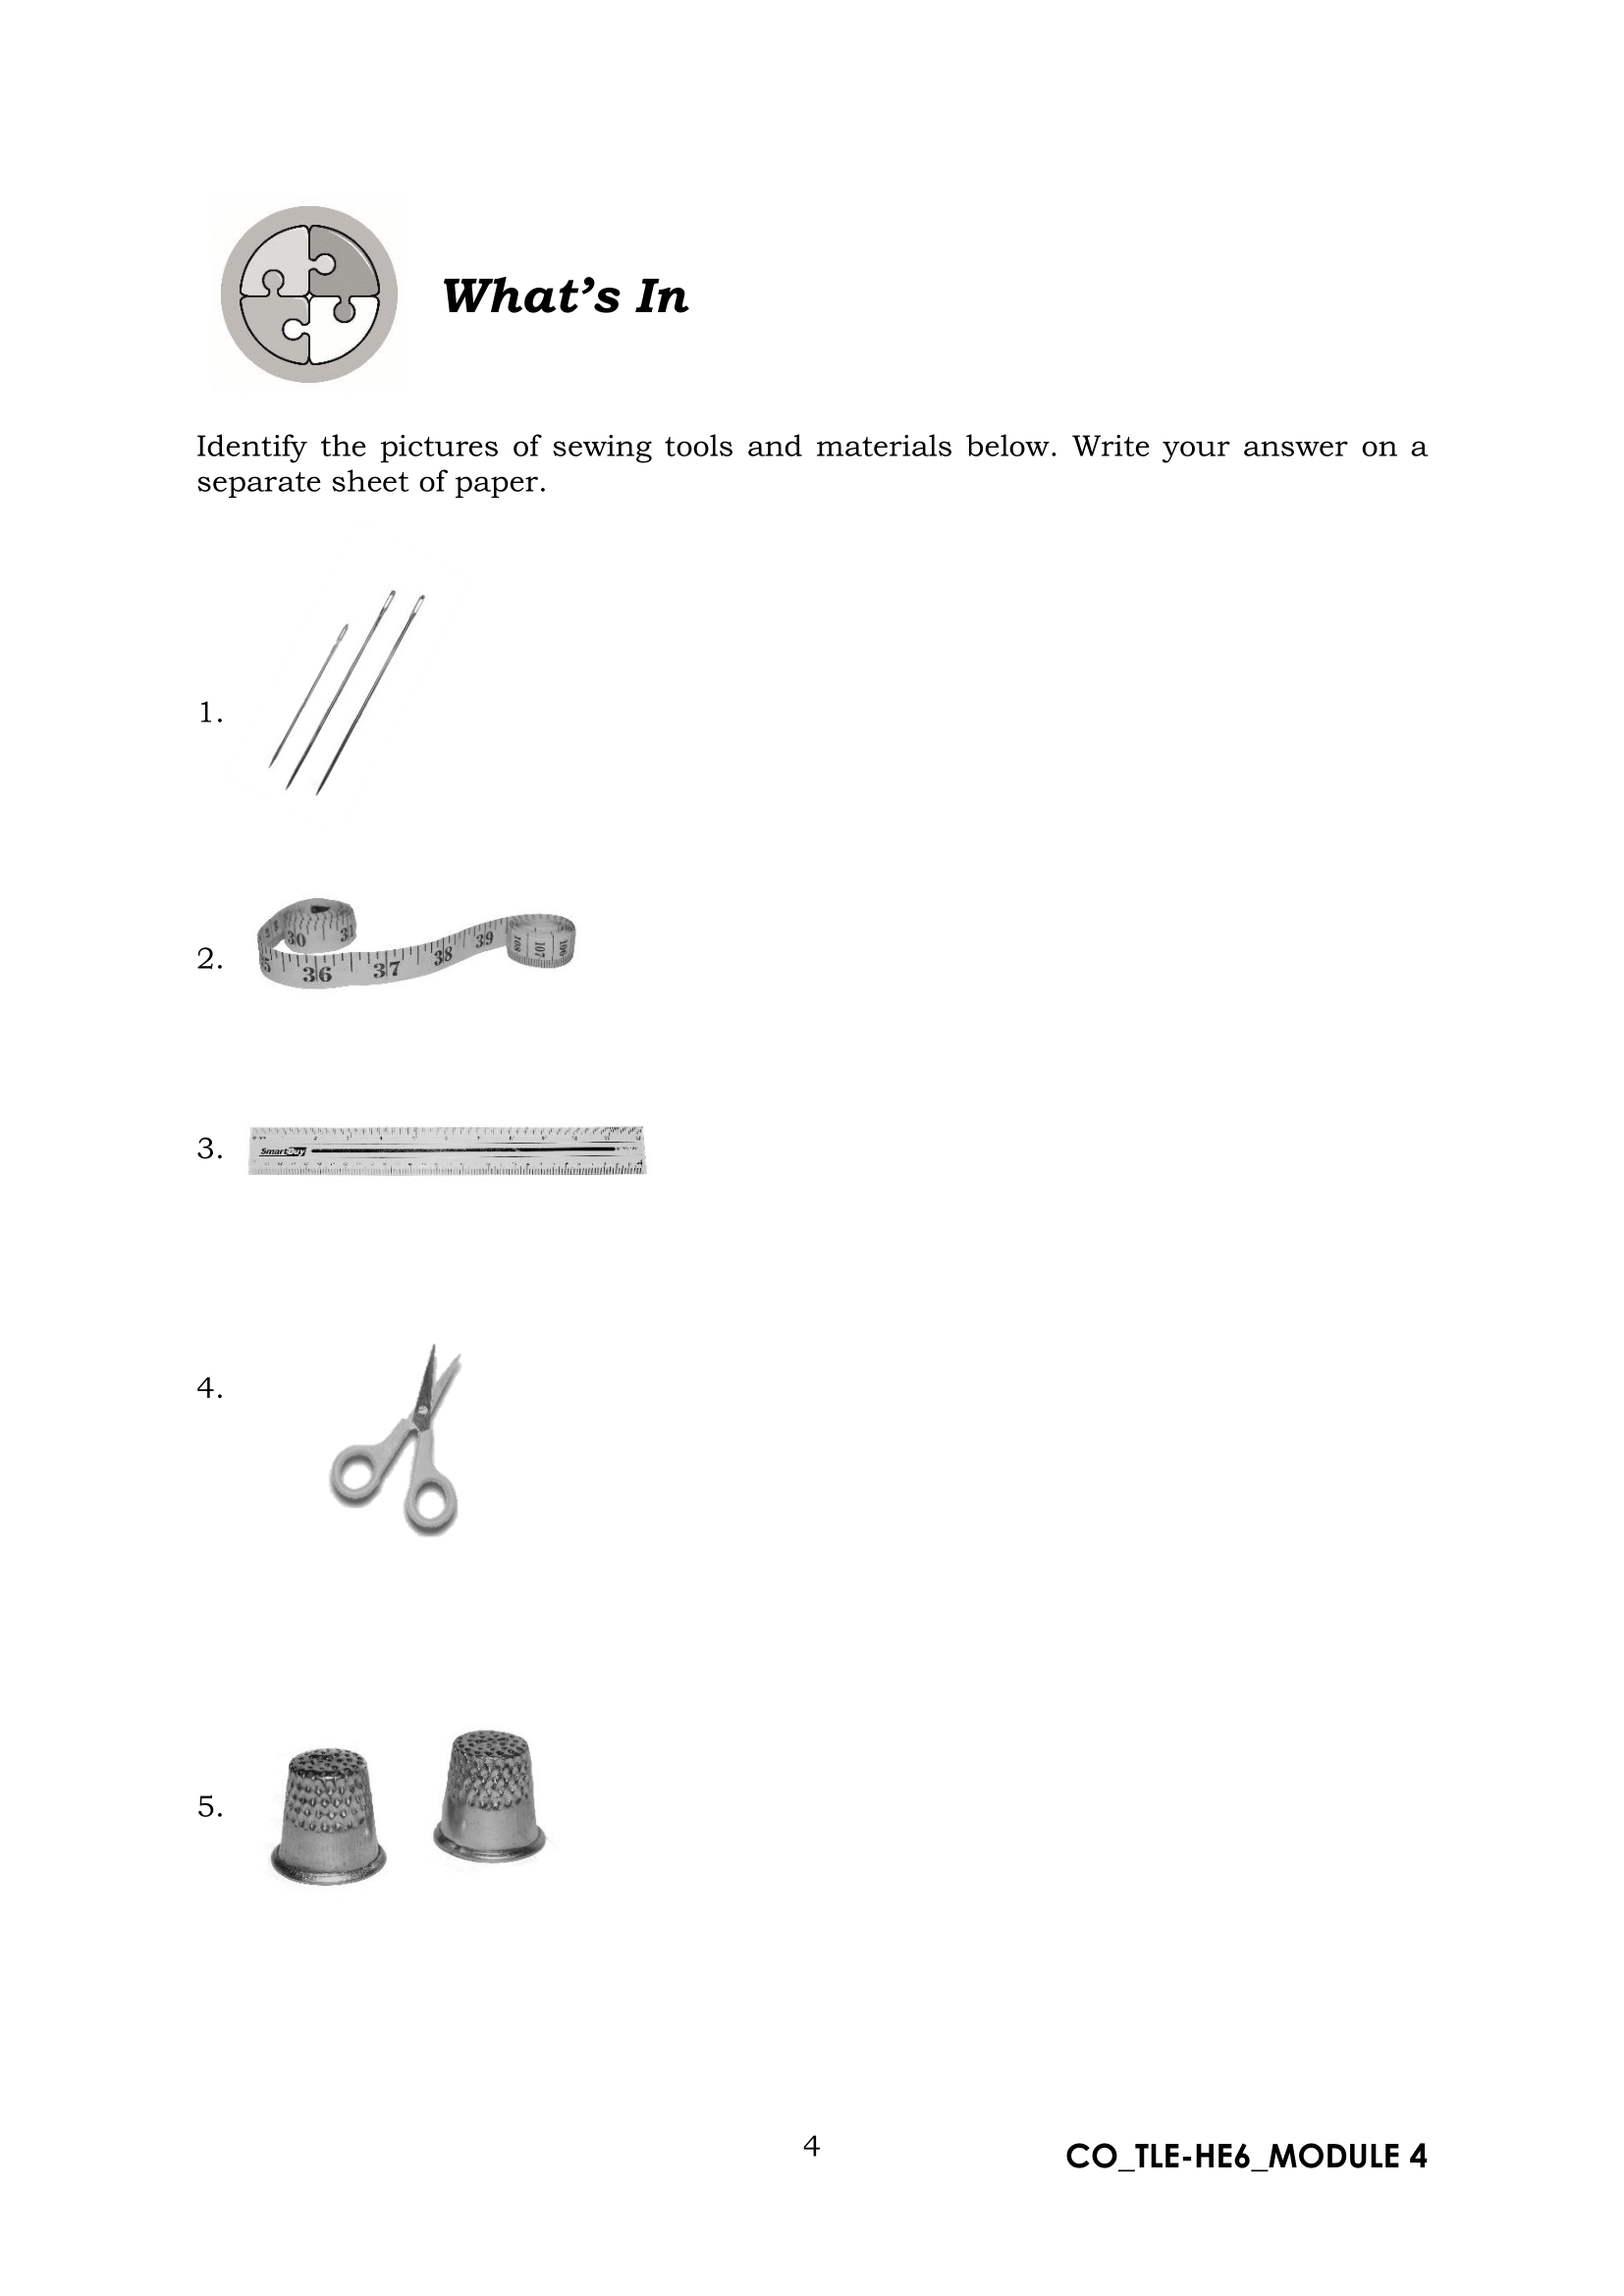 What's In
Identify the pictures of sewing tools and materials below. Write your answer on a
separate sheet of paper.
1.
2.
30 31
36 37 38 39
108 107 106
3.
SmartBuy
4.
5.
4
CO_TLE-HE6_MODULE 4